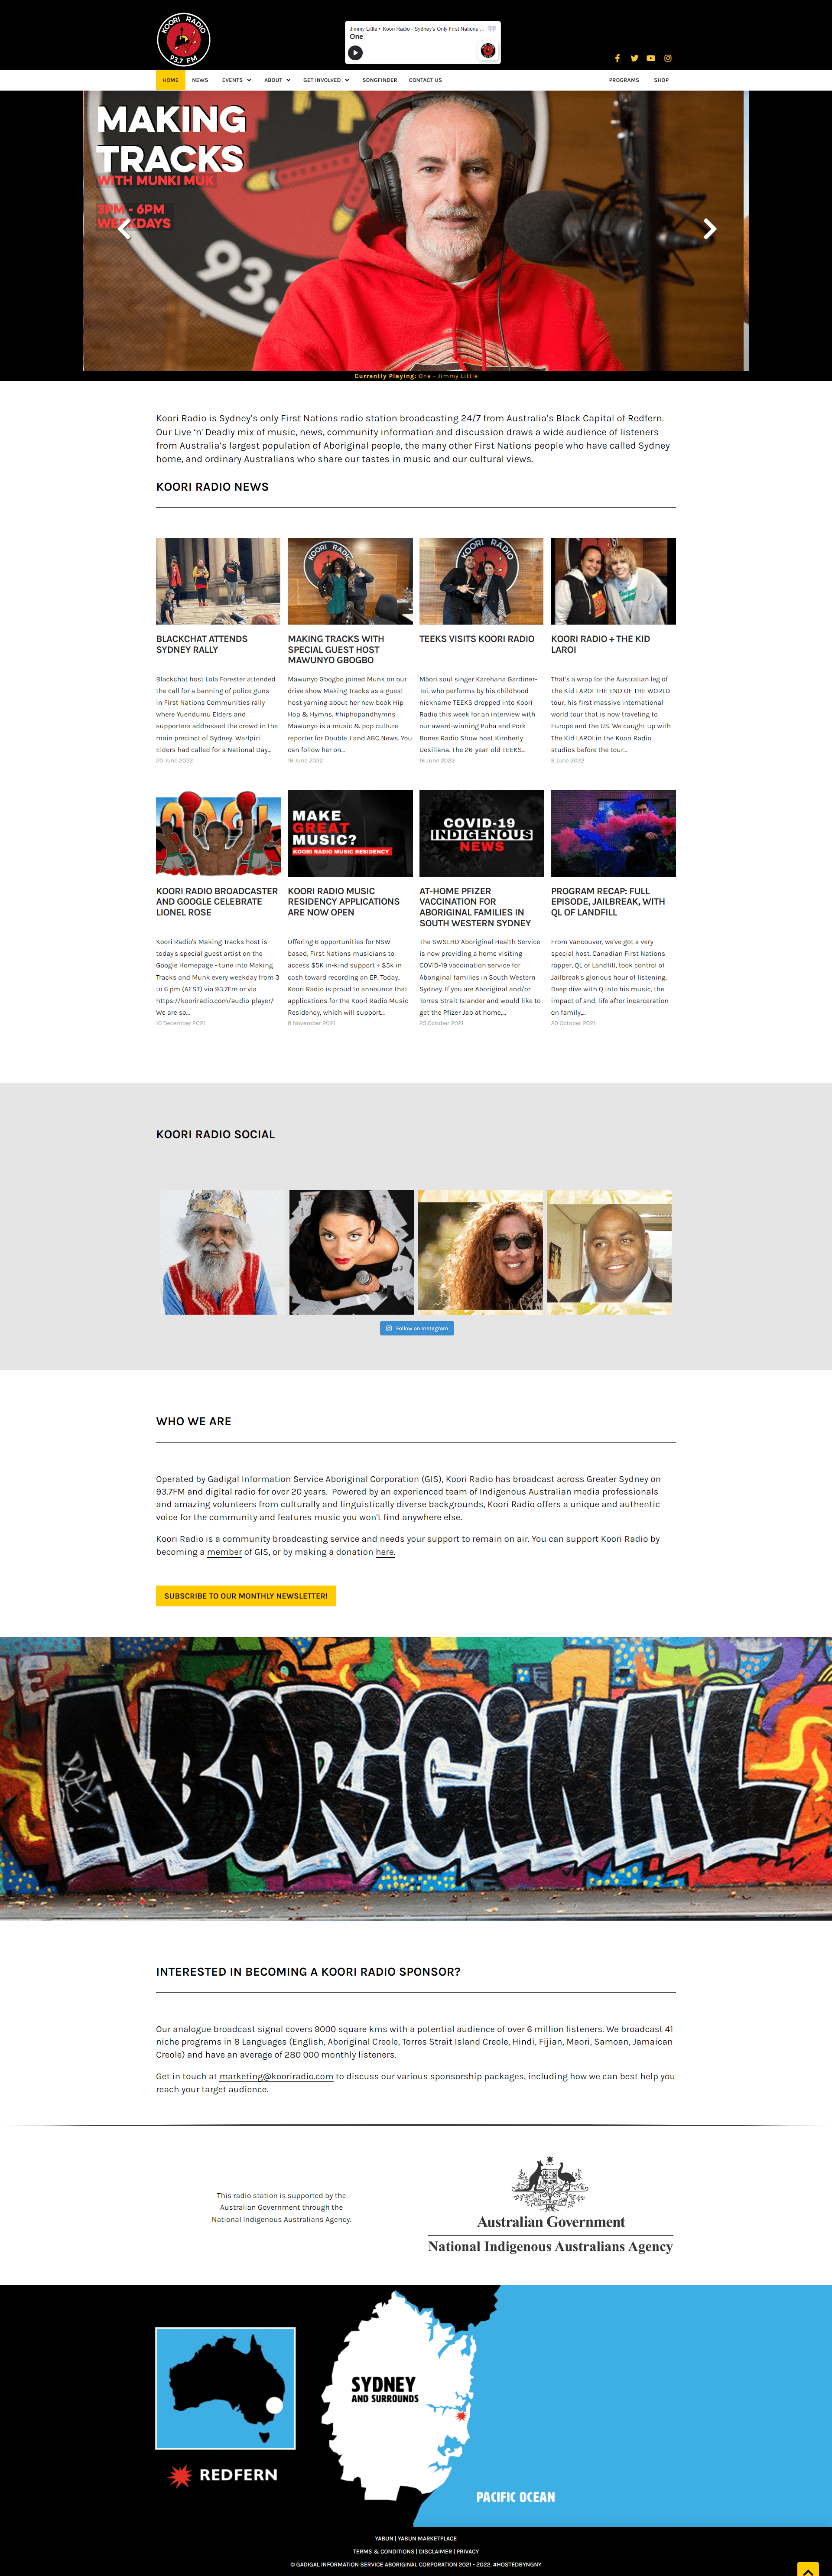 KOORI RADIO
93.7 FM
Jimmy Little • Koori Radio - Sydney's Only First Nations ...
One
HOME NEWS EVENTS ABOUT GET INVOLVED SONGFINDER CONTACT US PROGRAMS SHOP
MAKING
TRACKS
WITH MUNKI MUK
3PM - 6PM
WEEKDAYS
93.
Currently Playing: One - Jimmy Little
Koori Radio is Sydney's only First Nations radio station broadcasting 24/7 from Australia's Black Capital of Redfern.
Our Live 'n' Deadly mix of music, news, community information and discussion draws a wide audience of listeners
from Australia's largest population of Aboriginal people, the many other First Nations people who have called Sydney
home, and ordinary Australians who share our tastes in music and our cultural views.
KOORI RADIO NEWS
BLACKCHAT ATTENDS
SYDNEY RALLY
Blackchat host Lola Forester attended
the call for a banning of police guns
in First Nations Communities rally
where Yuendumu Elders and
supporters addressed the crowd in the
main precinct of Sydney. Warlpiri
Elders had called for a National Day...
20 June 2022
KOORI RADIO
MAKING TRACKS WITH
SPECIAL GUEST HOST
MAWUNYO GBOGBO
Mawunyo Gbogbo joined Munk on our
drive show Making Tracks as a guest
host yarning about her new book Hip
Hop & Hymns. #hiphopandhymns
Mawunyo is a music & pop culture
reporter for Double J and ABC News. You
can follow her on...
16 June 2022
KOORI RADIO
TEEKS VISITS KOORI RADIO
Māori soul singer Karehana Gardiner-
Toi, who performs by his childhood
nickname TEEKS dropped into Koori
Radio this week for an interview with
our award-winning Puha and Pork
Bones Radio Show host Kimberly
Uesiliana. The 26-year-old TEEKS...
16 June 2022
KOORI RADIO + THE KID
LAROI
That's a wrap for the Australian leg of
The Kid LAROI THE END OF THE WORLD
tour, his first massive international
world tour that is now traveling to
Europe and the US. We caught up with
The Kid LAROI in the Koori Radio
studios before the tour...
9 June 2022
KOORI RADIO BROADCASTER
AND GOOGLE CELEBRATE
LIONEL ROSE
Koori Radio's Making Tracks host is
today's special guest artist on the
Google Homepage - tune into Making
Tracks and Munk every weekday from 3
to 6 pm (AEST) via 93.7Fm or via
https://kooriradio.com/audio-player/
We are so...
10 December 2021
MAKE
GREAT
MUSIC?
KOORI RADIO MUSIC RESIDENCY
KOORI RADIO MUSIC
RESIDENCY APPLICATIONS
ARE NOW OPEN
Offering 6 opportunities for NSW
based, First Nations musicians to
access $5K in-kind support + $5k in
cash toward recording an EP. Today,
Koori Radio is proud to announce that
applications for the Koori Radio Music
Residency, which will support...
8 November 2021
COVID-19
INDIGENOUS
NEWS
AT-HOME PFIZER
VACCINATION FOR
ABORIGINAL FAMILIES IN
SOUTH WESTERN SYDNEY
The SWSLHD Aboriginal Health Service
is now providing a home visiting
COVID-19 vaccination service for
Aboriginal families in South Western
Sydney. If you are Aboriginal and/or
Torres Strait Islander and would like to
get the Pfizer Jab at home,...
25 October 2021
PROGRAM RECAP: FULL
EPISODE, JAILBREAK, WITH
QL OF LANDFILL
From Vancouver, we've got a very
special host. Canadian First Nations
rapper, QL of Landfill, took control of
Jailbreak's glorious hour of listening.
Deep dive with Q into his music, the
impact of and, life after incarceration
on family,...
20 October 2021
KOORI RADIO SOCIAL
Follow on Instagram
WHO WE ARE
Operated by Gadigal Information Service Aboriginal Corporation (GIS), Koori Radio has broadcast across Greater Sydney on
93.7FM and digital radio for over 20 years. Powered by an experienced team of Indigenous Australian media professionals
and amazing volunteers from culturally and linguistically diverse backgrounds, Koori Radio offers a unique and authentic
voice for the community and features music you won't find anywhere else.
Koori Radio is a community broadcasting service and needs your support to remain on air. You can support Koori Radio by
becoming a member of GIS, or by making a donation here.
SUBSCRIBE TO OUR MONTHLY NEWSLETTER!
ABORIGINAL
INTERESTED IN BECOMING A KOORI RADIO SPONSOR?
Our analogue broadcast signal covers 9000 square kms with a potential audience of over 6 million listeners. We broadcast 41
niche programs in 8 Languages (English, Aboriginal Creole, Torres Strait Island Creole, Hindi, Fijian, Maori, Samoan, Jamaican
Creole) and have an average of 280 000 monthly listeners.
Get in touch at marketing@kooriradio.com to discuss our various sponsorship packages, including how we can best help you
reach your target audience.
This radio station is supported by the
Australian Government through the
National Indigenous Australians Agency.
Australian Government
National Indigenous Australians Agency
SYDNEY
AND SURROUNDS
REDFERN
PACIFIC OCEAN
YABUN | YABUN MARKETPLACE
TERMS & CONDITIONS | DISCLAIMER | PRIVACY
© GADIGAL INFORMATION SERVICE ABORIGINAL CORPORATION 2021 - 2022. #HOSTEDBYNGNY